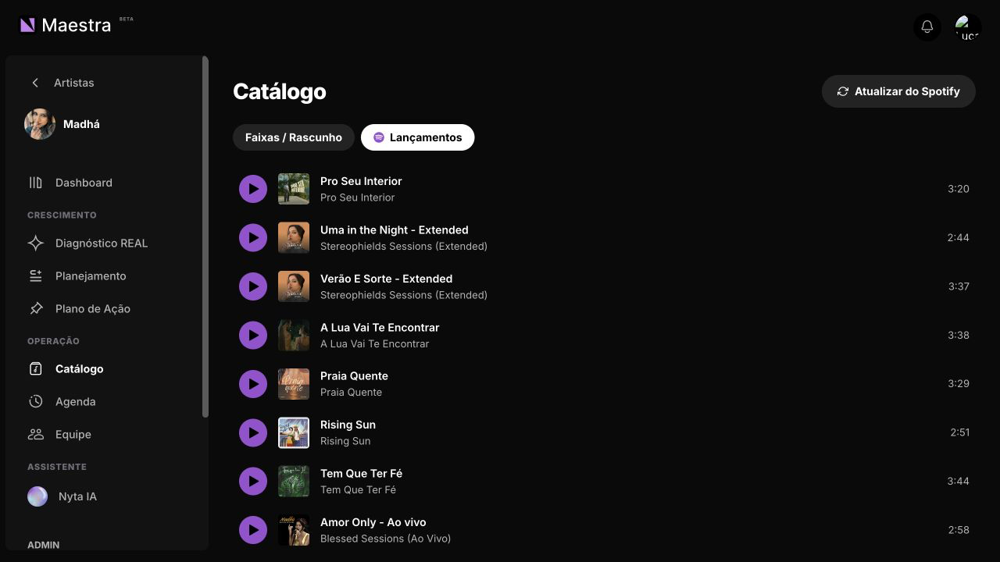 Maestra BETA
Luca
Artistas
Madhá
Dashboard
CRESCIMENTO
Diagnóstico REAL
Planejamento
Plano de Ação
OPERAÇÃO
Catálogo
Agenda
Equipe
ASSISTENTE
Nyta IA
ADMIN
Catálogo
Atualizar do Spotify
Faixas / Rascunho
Lançamentos
Pro Seu Interior
Pro Seu Interior
3:20
Uma in the Night - Extended
Stereophields Sessions (Extended)
2:44
Verão E Sorte - Extended
Stereophields Sessions (Extended)
3:37
A Lua Vai Te Encontrar
A Lua Vai Te Encontrar
3:38
Praia Quente
Praia Quente
3:29
Rising Sun
Rising Sun
2:51
Tem Que Ter Fé
Tem Que Ter Fé
3:44
Amor Only - Ao vivo
Blessed Sessions (Ao Vivo)
2:58